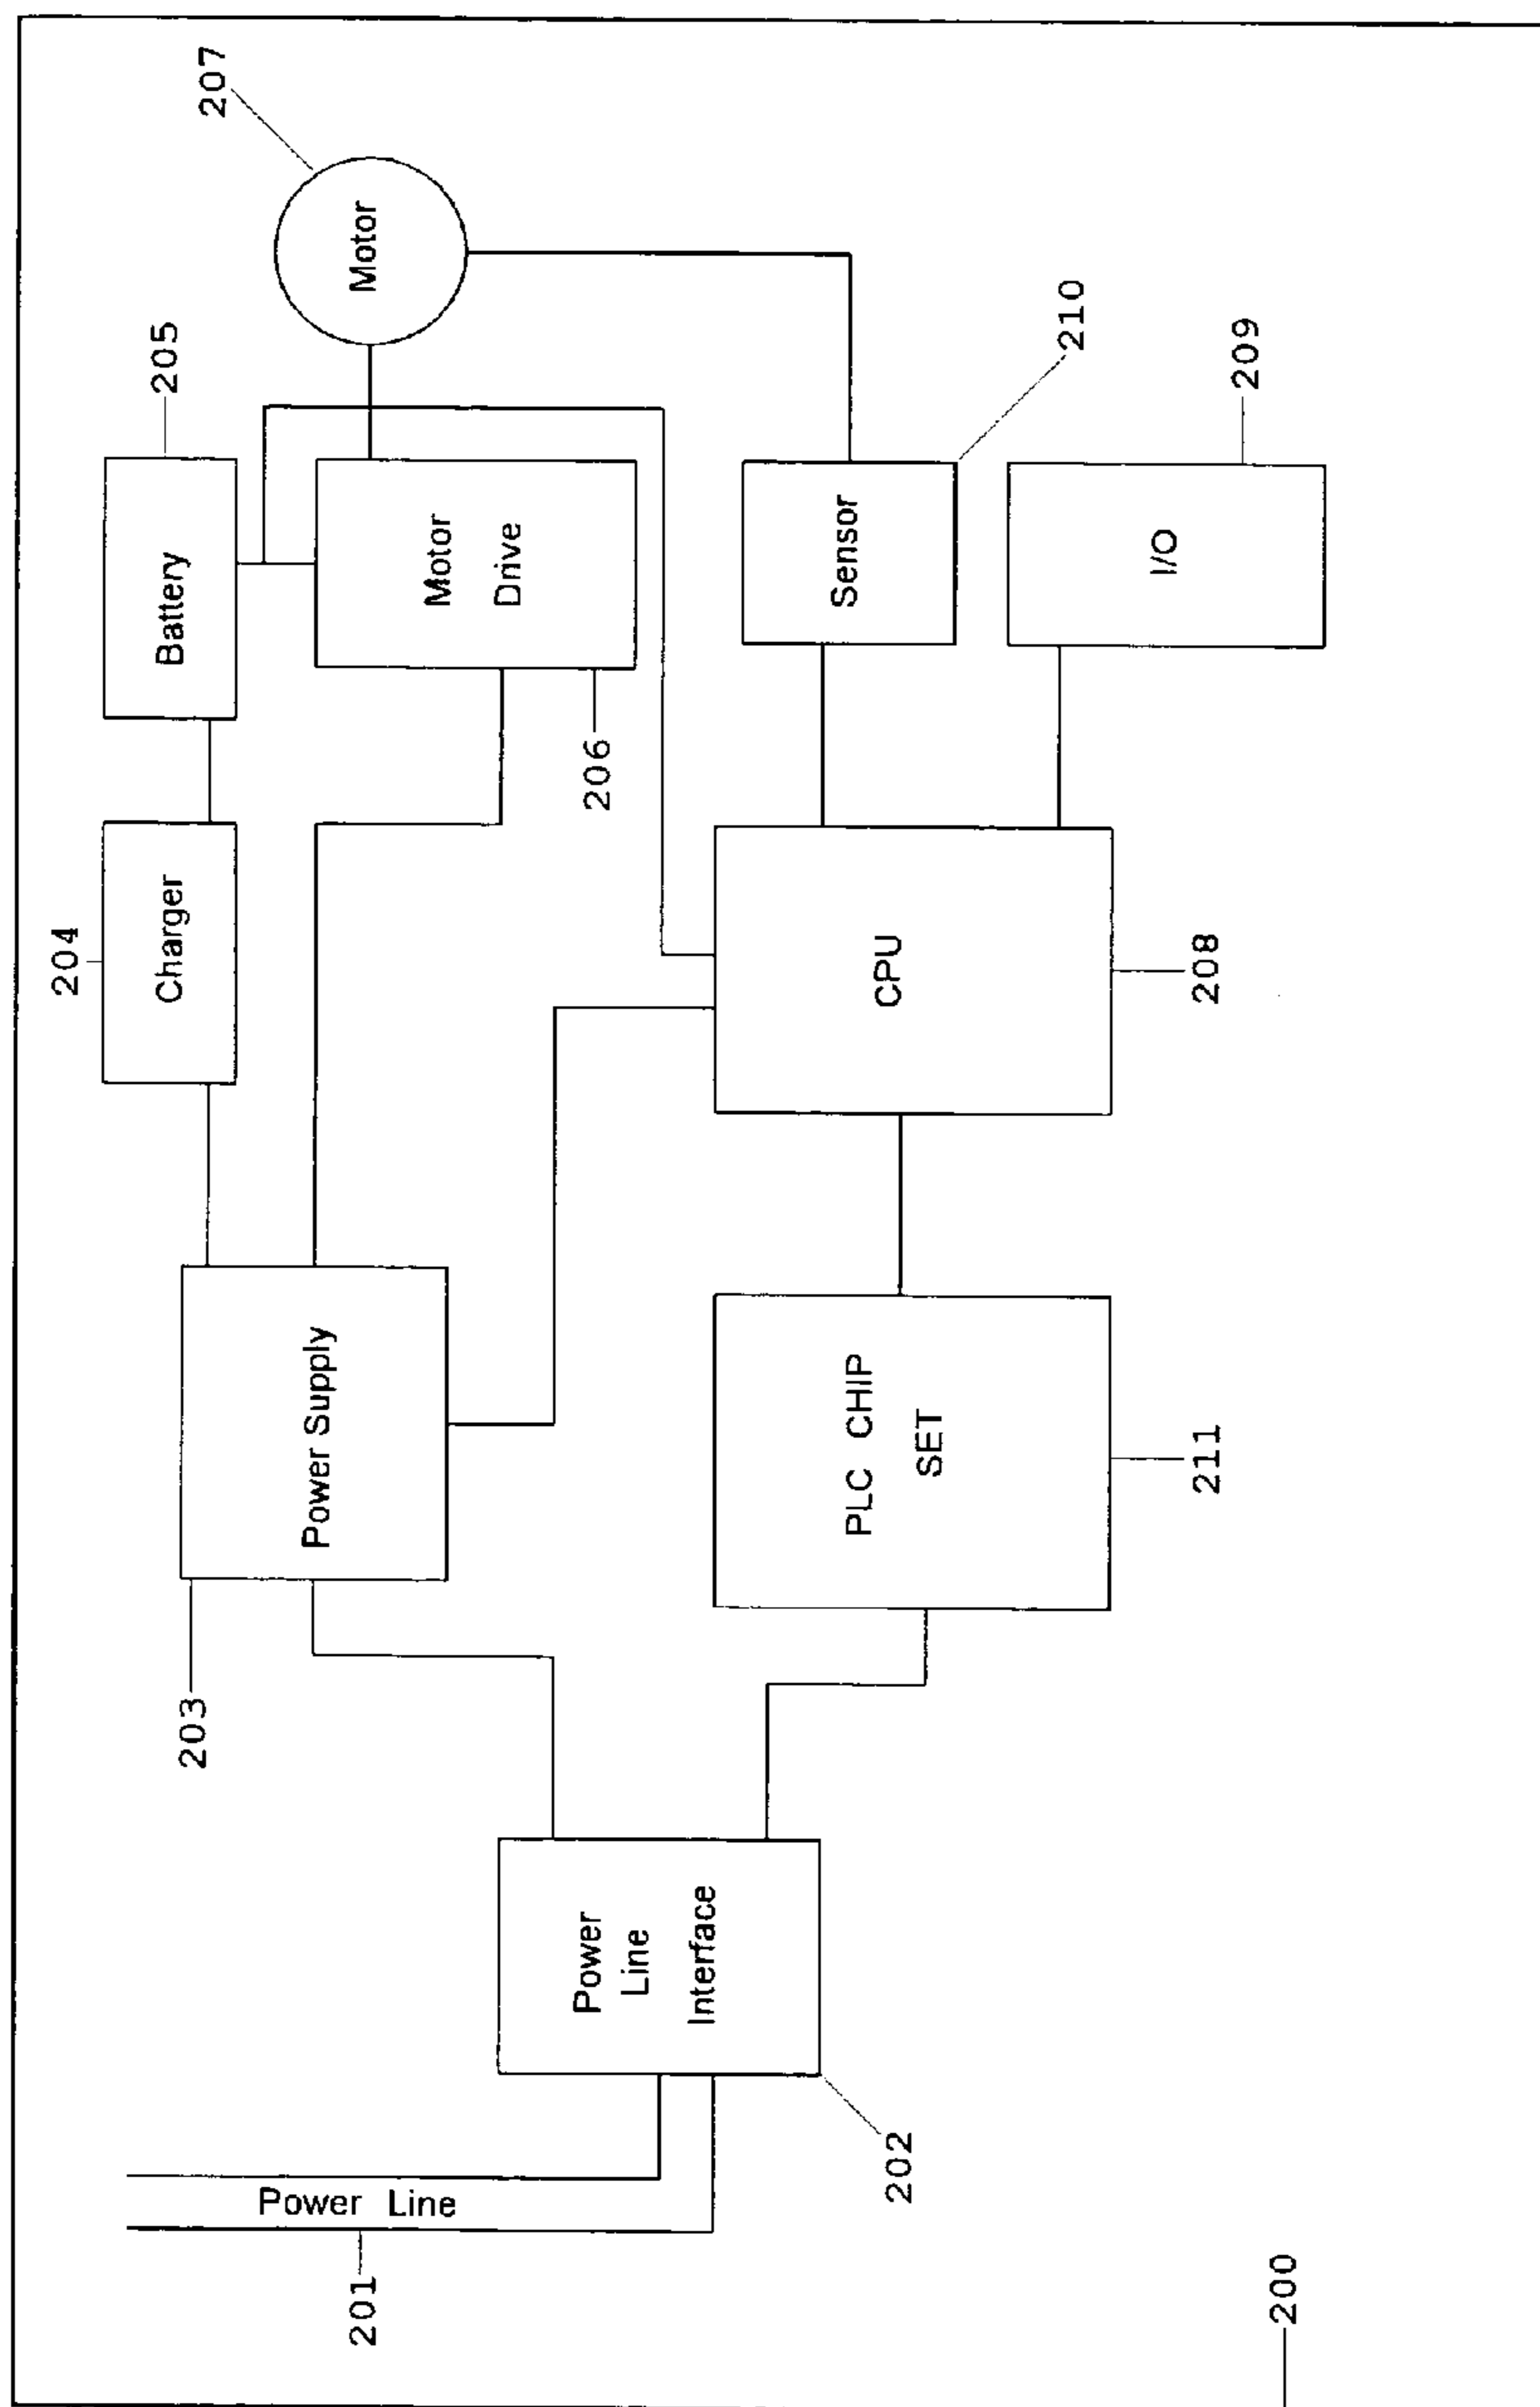 204
205
207
Charger
Battery
Motor
203
Power Supply
Motor
Drive
206
201
Power Line
Power
Line
Interface
202
PLC CHIP
SET
211
CPU
208
Sensor
210
I/O
209
200